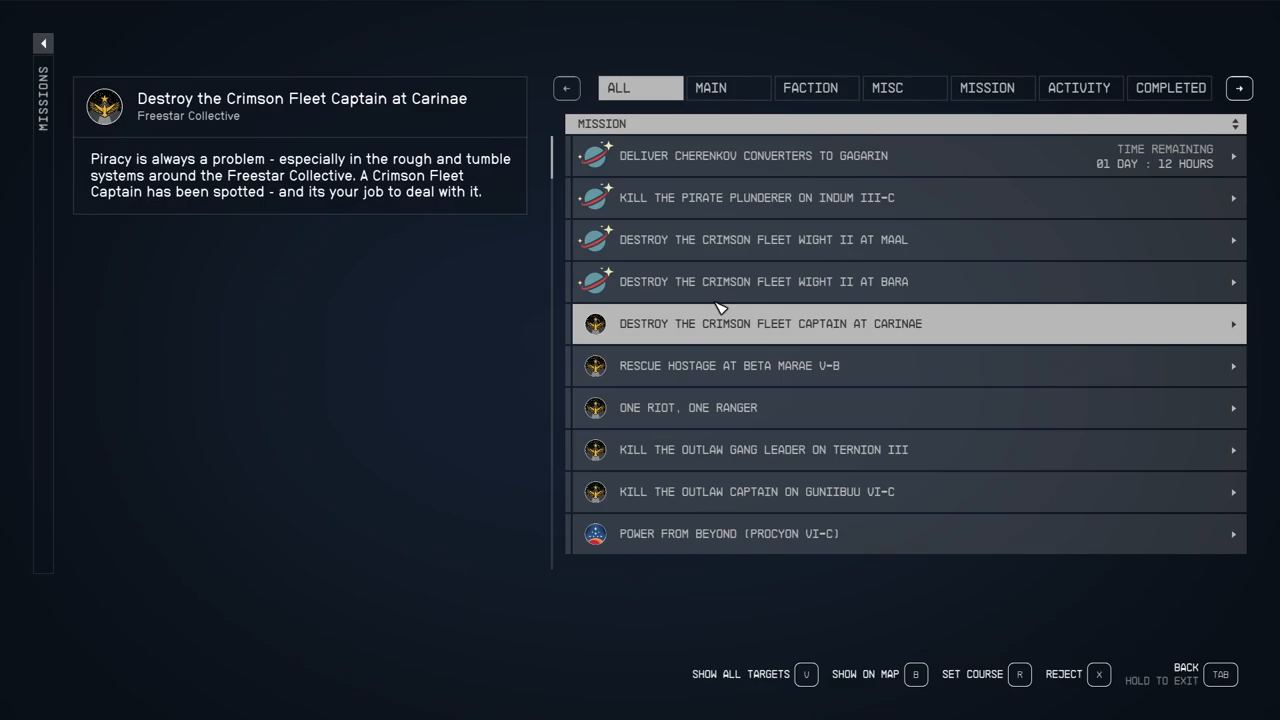 MISSIONS
Destroy the Crimson Fleet Captain at Carinae
Freestar Collective
Piracy is always a problem - especially in the rough and tumble
systems around the Freestar Collective. A Crimson Fleet
Captain has been spotted - and its your job to deal with it.
ALL MAIN FACTION MISC MISSION ACTIVITY COMPLETED
MISSION
DELIVER CHERENKOV CONVERTERS TO GAGARIN
TIME REMAINING
01 DAY : 12 HOURS
KILL THE PIRATE PLUNDERER ON INDUM III-C
DESTROY THE CRIMSON FLEET WIGHT II AT MAAL
DESTROY THE CRIMSON FLEET WIGHT II AT BARA
DESTROY THE CRIMSON FLEET CAPTAIN AT CARINAE
RESCUE HOSTAGE AT BETA MARAE V-B
ONE RIOT, ONE RANGER
KILL THE OUTLAW GANG LEADER ON TERNION III
KILL THE OUTLAW CAPTAIN ON GUNIIBUU VI-C
POWER FROM BEYOND (PROCYON VI-C)
SHOW ALL TARGETS V SHOW ON MAP B SET COURSE R REJECT X BACK TAB
HOLD TO EXIT